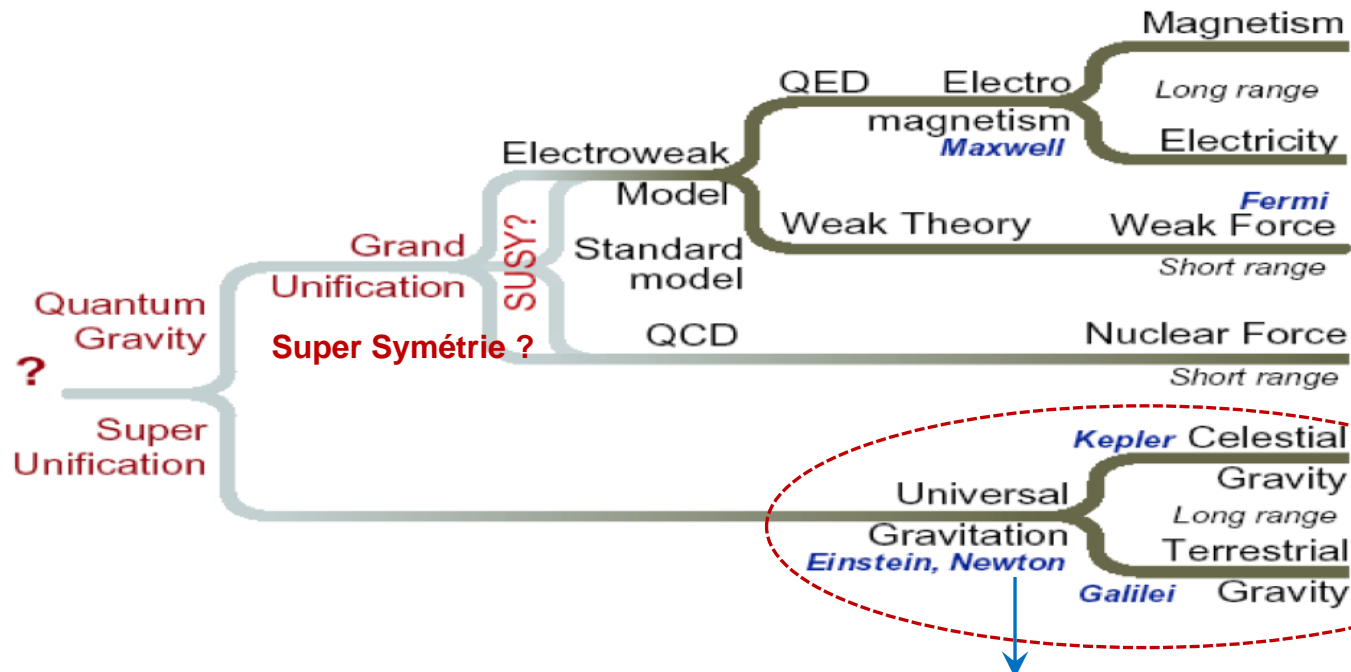 Magnetism
Long range
QED Electro
magnetism
Maxwell
Electricity
Electroweak
Model
Fermi
Weak Theory
Weak Force
Short range
Grand
Unification
SUSY?
Standard
model
Quantum
Gravity
Super Symétrie ?
QCD
Nuclear Force
Short range
?
Super
Unification
Kepler Celestial
Gravity
Universal
Gravitation
Long range
Einstein, Newton
Terrestrial
Galilei Gravity